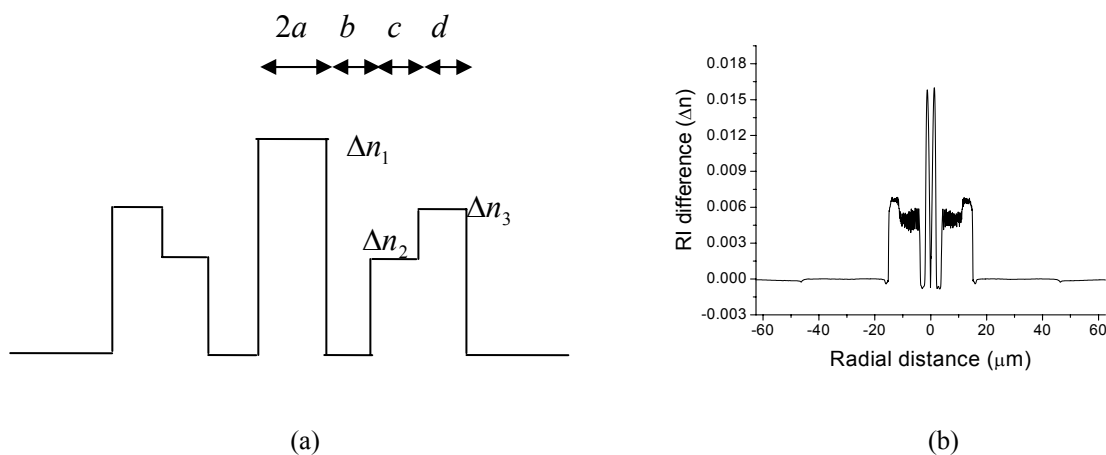 2a b c d
Δn₁
Δn₂
Δn₃
(a)
RI difference (Δn)
0.018
0.015
0.012
0.009
0.006
0.003
0.000
-0.003
-60 -40 -20 0 20 40 60
Radial distance (μm)
(b)